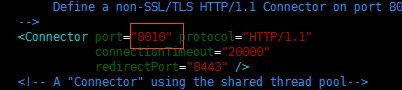 Define a non-SSL/TLS HTTP/1.1 Connector on port 80
-->
<Connector port="8010" protocol="HTTP/1.1"
connectionTimeout="20000"
redirectPort="8443" />
<!-- A "Connector" using the shared thread pool-->